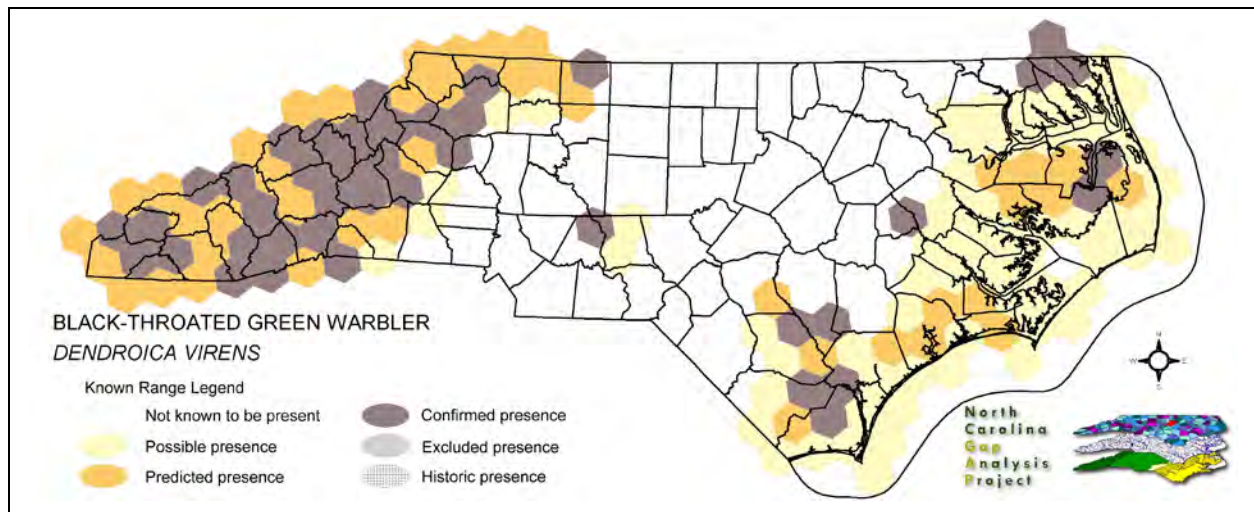 BLACK-THROATED GREEN WARBLER
DENDROICA VIRENS
Known Range Legend
Not known to be present
Possible presence
Predicted presence
Confirmed presence
Excluded presence
Historic presence
N
W
E
S
North
Carolina
Gap
Analysis
Project